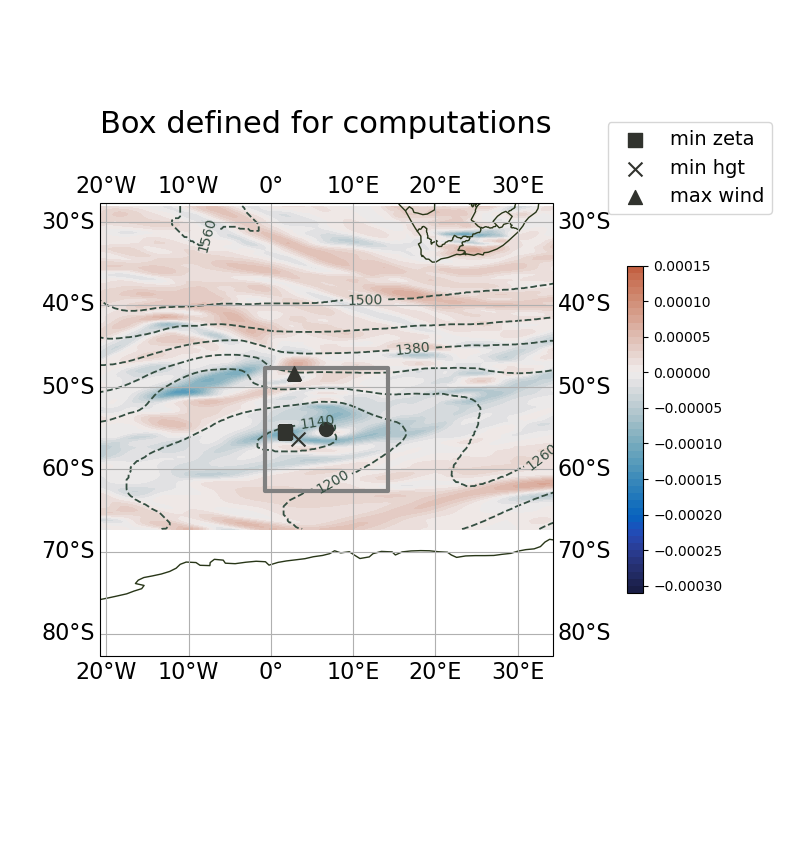 Box defined for computations
min zeta
min hgt
max wind
20°W 10°W 0° 10°E 20°E 30°E
30°S 30°S
40°S 40°S
50°S 50°S
60°S 60°S
70°S 70°S
80°S 80°S
20°W 10°W 0° 10°E 20°E 30°E
1560
1500
1380
1140
1200
1260
0.00015
0.00010
0.00005
0.00000
−0.00005
−0.00010
−0.00015
−0.00020
−0.00025
−0.00030